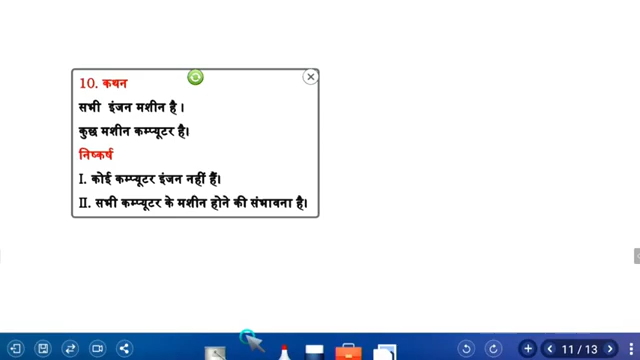 10. कथन
सभी इंजन मशीन है ।
कुछ मशीन कम्प्यूटर है।
निष्कर्ष
I. कोई कम्प्यूटर इंजन नहीं हैं।
II. सभी कम्प्यूटर के मशीन होने की संभावना है।
11 / 13